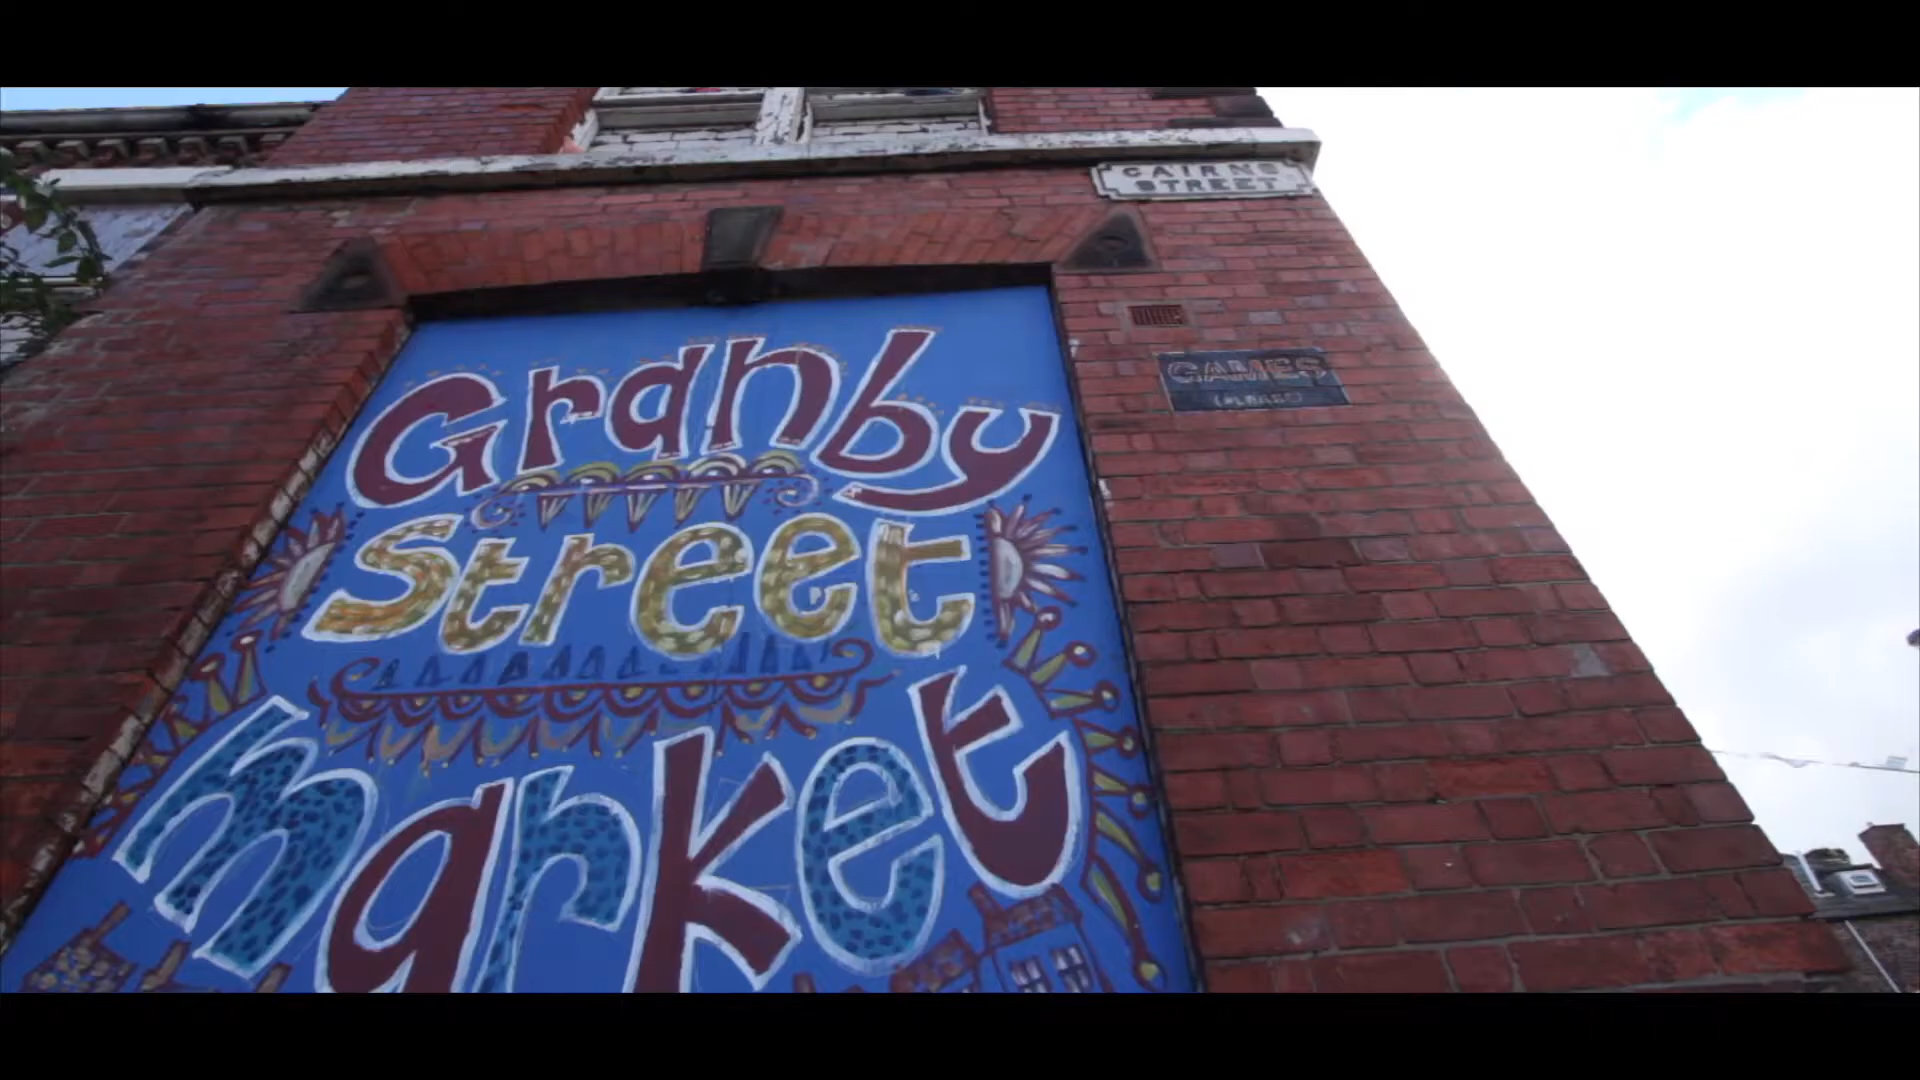 CAIRNS
STREET
GAMES
Granby
Street
market